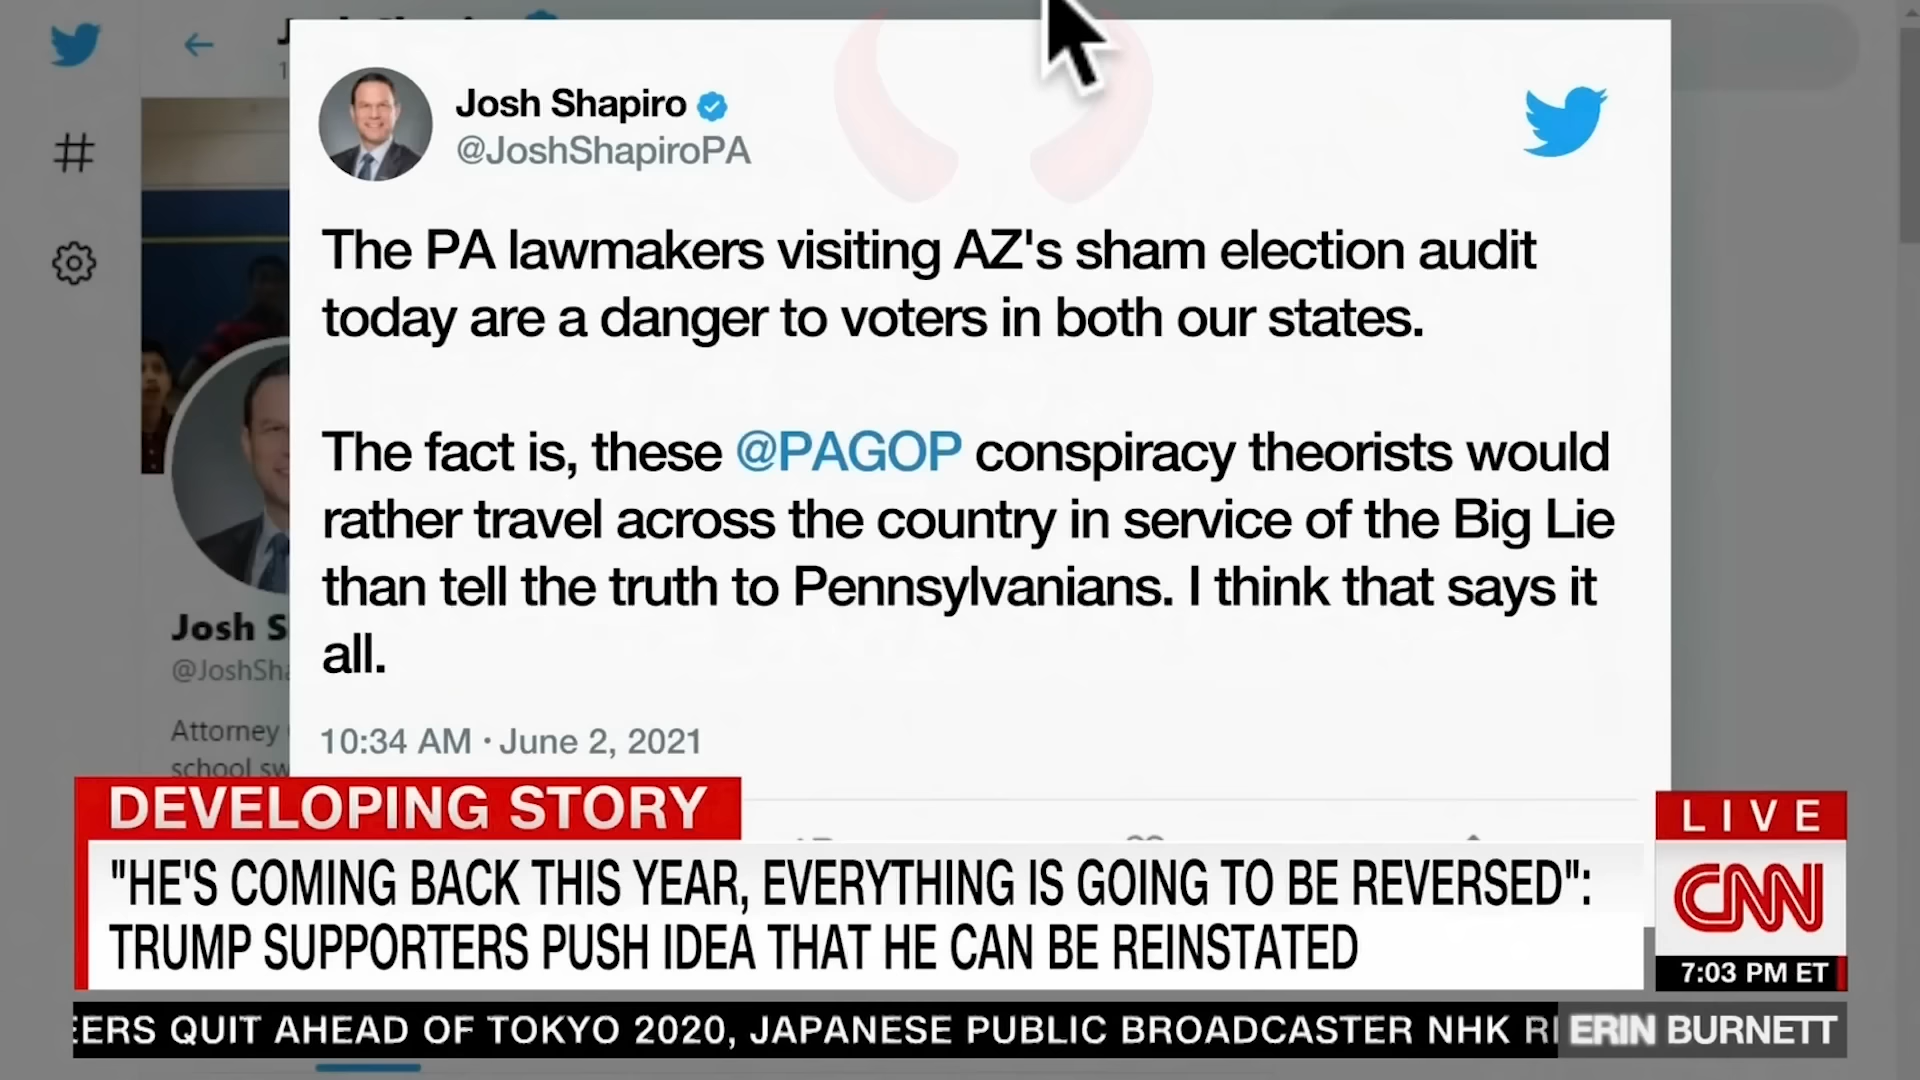 Josh Shapiro
@JoshShapiroPA
The PA lawmakers visiting AZ's sham election audit
today are a danger to voters in both our states.
The fact is, these @PAGOP conspiracy theorists would
rather travel across the country in service of the Big Lie
than tell the truth to Pennsylvanians. I think that says it
all.
10:34 AM · June 2, 2021
Josh S
@JoshSha
Attorney
school sw
DEVELOPING STORY
"HE'S COMING BACK THIS YEAR, EVERYTHING IS GOING TO BE REVERSED":
TRUMP SUPPORTERS PUSH IDEA THAT HE CAN BE REINSTATED
LIVE
CNN
7:03 PM ET
EERS QUIT AHEAD OF TOKYO 2020, JAPANESE PUBLIC BROADCASTER NHK
ERIN BURNETT